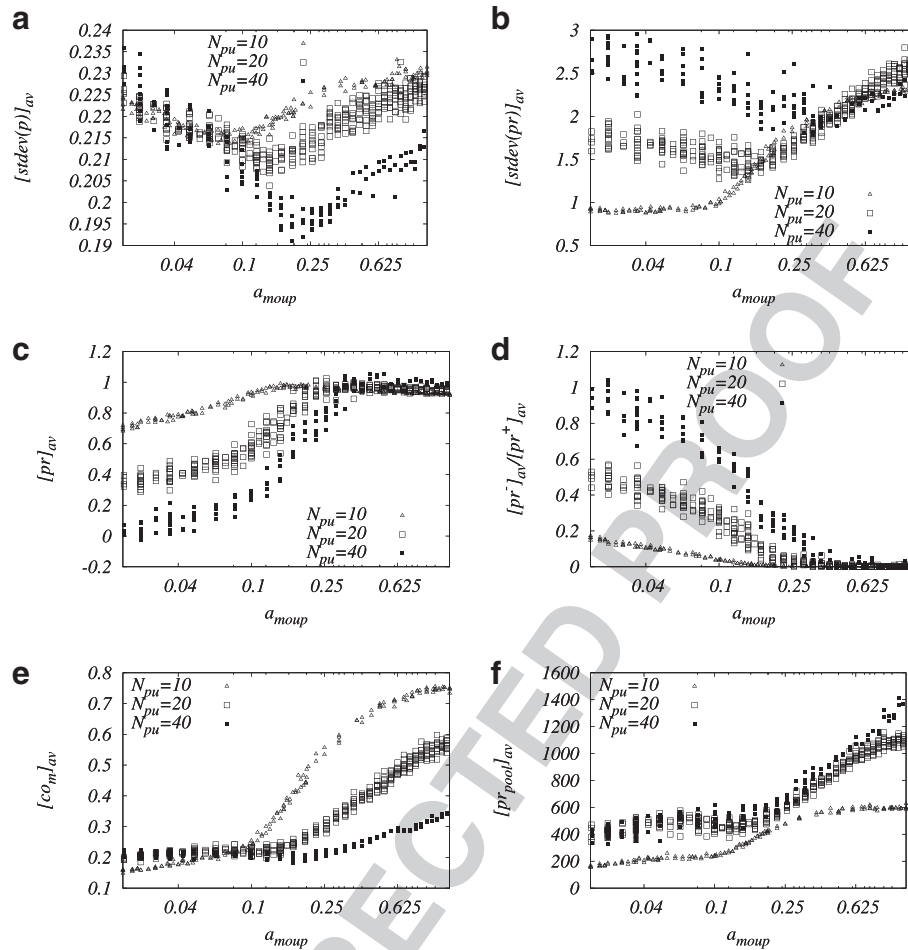 a
[stdev(p)]av
0.24
0.235
0.23
0.225
0.22
0.215
0.21
0.205
0.2
0.195
0.19
Npu=10
Npu=20
Npu=40
0.04 0.1 0.25 0.625
amoup
b
[stdev(pr)]av
3
2.5
2
1.5
1
0.5
Npu=10
Npu=20
Npu=40
0.04 0.1 0.25 0.625
amoup
c
[pr]av
1.2
1
0.8
0.6
0.4
0.2
0
-0.2
Npu=10
Npu=20
Npu=40
0.04 0.1 0.25 0.625
amoup
d
[pr-]av/[pr+]av
1.2
1
0.8
0.6
0.4
0.2
0
Npu=10
Npu=20
Npu=40
0.04 0.1 0.25 0.625
amoup
e
[com]av
0.8
0.7
0.6
0.5
0.4
0.3
0.2
0.1
Npu=10
Npu=20
Npu=40
0.04 0.1 0.25 0.625
amoup
f
[prpool]av
1600
1400
1200
1000
800
600
400
200
0
Npu=10
Npu=20
Npu=40
0.04 0.1 0.25 0.625
amoup
RECTED PROOF